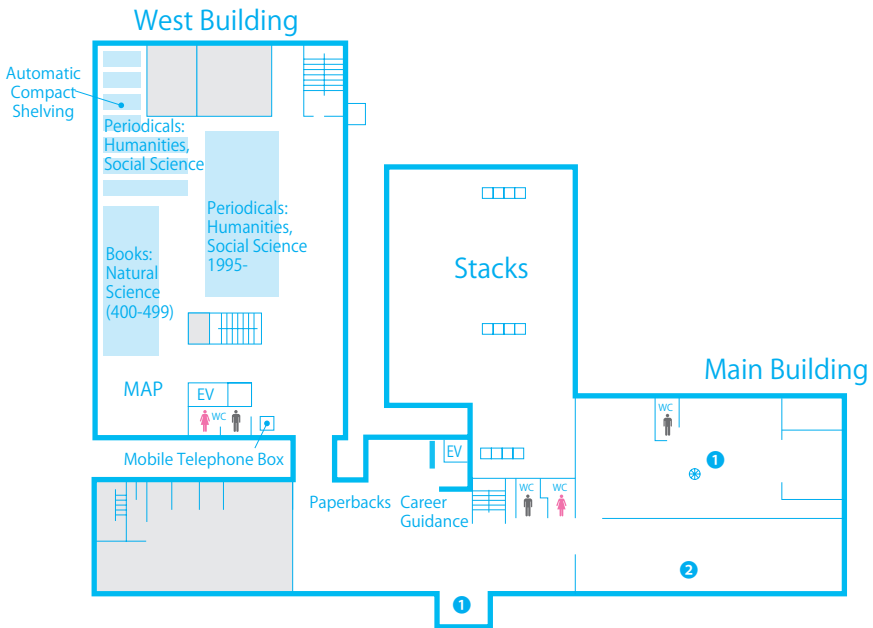 West Building
Automatic
Compact
Shelving
Periodicals:
Humanities,
Social Science
Periodicals:
Humanities,
Social Science
1995-
Books:
Natural
Science
(400-499)
Stacks
Main Building
MAP
EV
WC
WC
Mobile Telephone Box
EV
1
Paperbacks
Career
Guidance
WC
WC
2
1